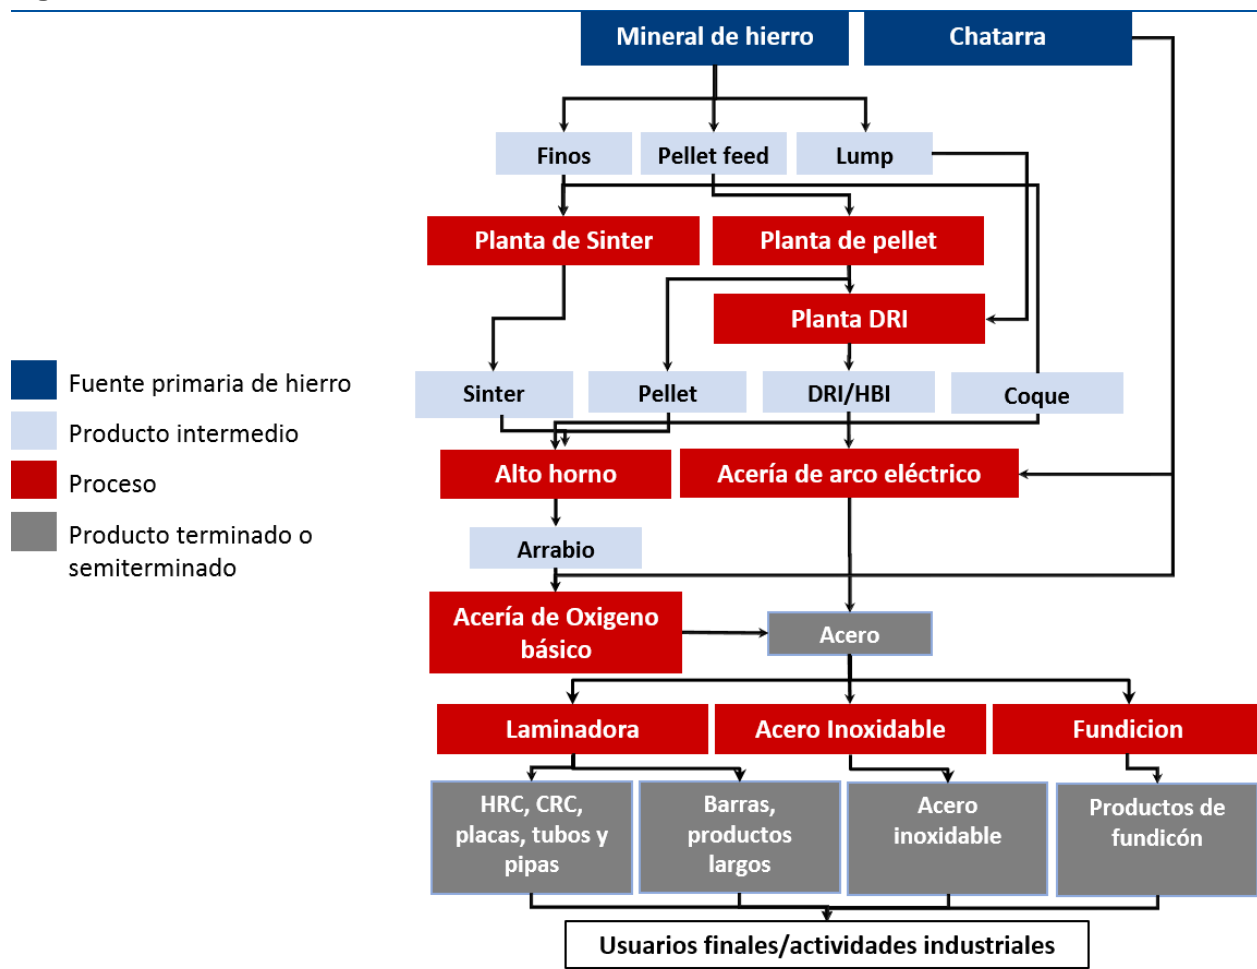 Mineral de hierro
Chatarra
Finos
Pellet feed
Lump
Planta de Sinter
Planta de pellet
Planta DRI
Fuente primaria de hierro
Producto intermedio
Proceso
Producto terminado o
semiterminado
Sinter
Pellet
DRI/HBI
Coque
Alto horno
Acería de arco eléctrico
Arrabio
Acería de Oxigeno
básico
Acero
Laminadora
Acero Inoxidable
Fundicion
HRC, CRC,
placas, tubos y
pipas
Barras,
productos
largos
Acero
inoxidable
Productos de
fundicón
Usuarios finales/actividades industriales